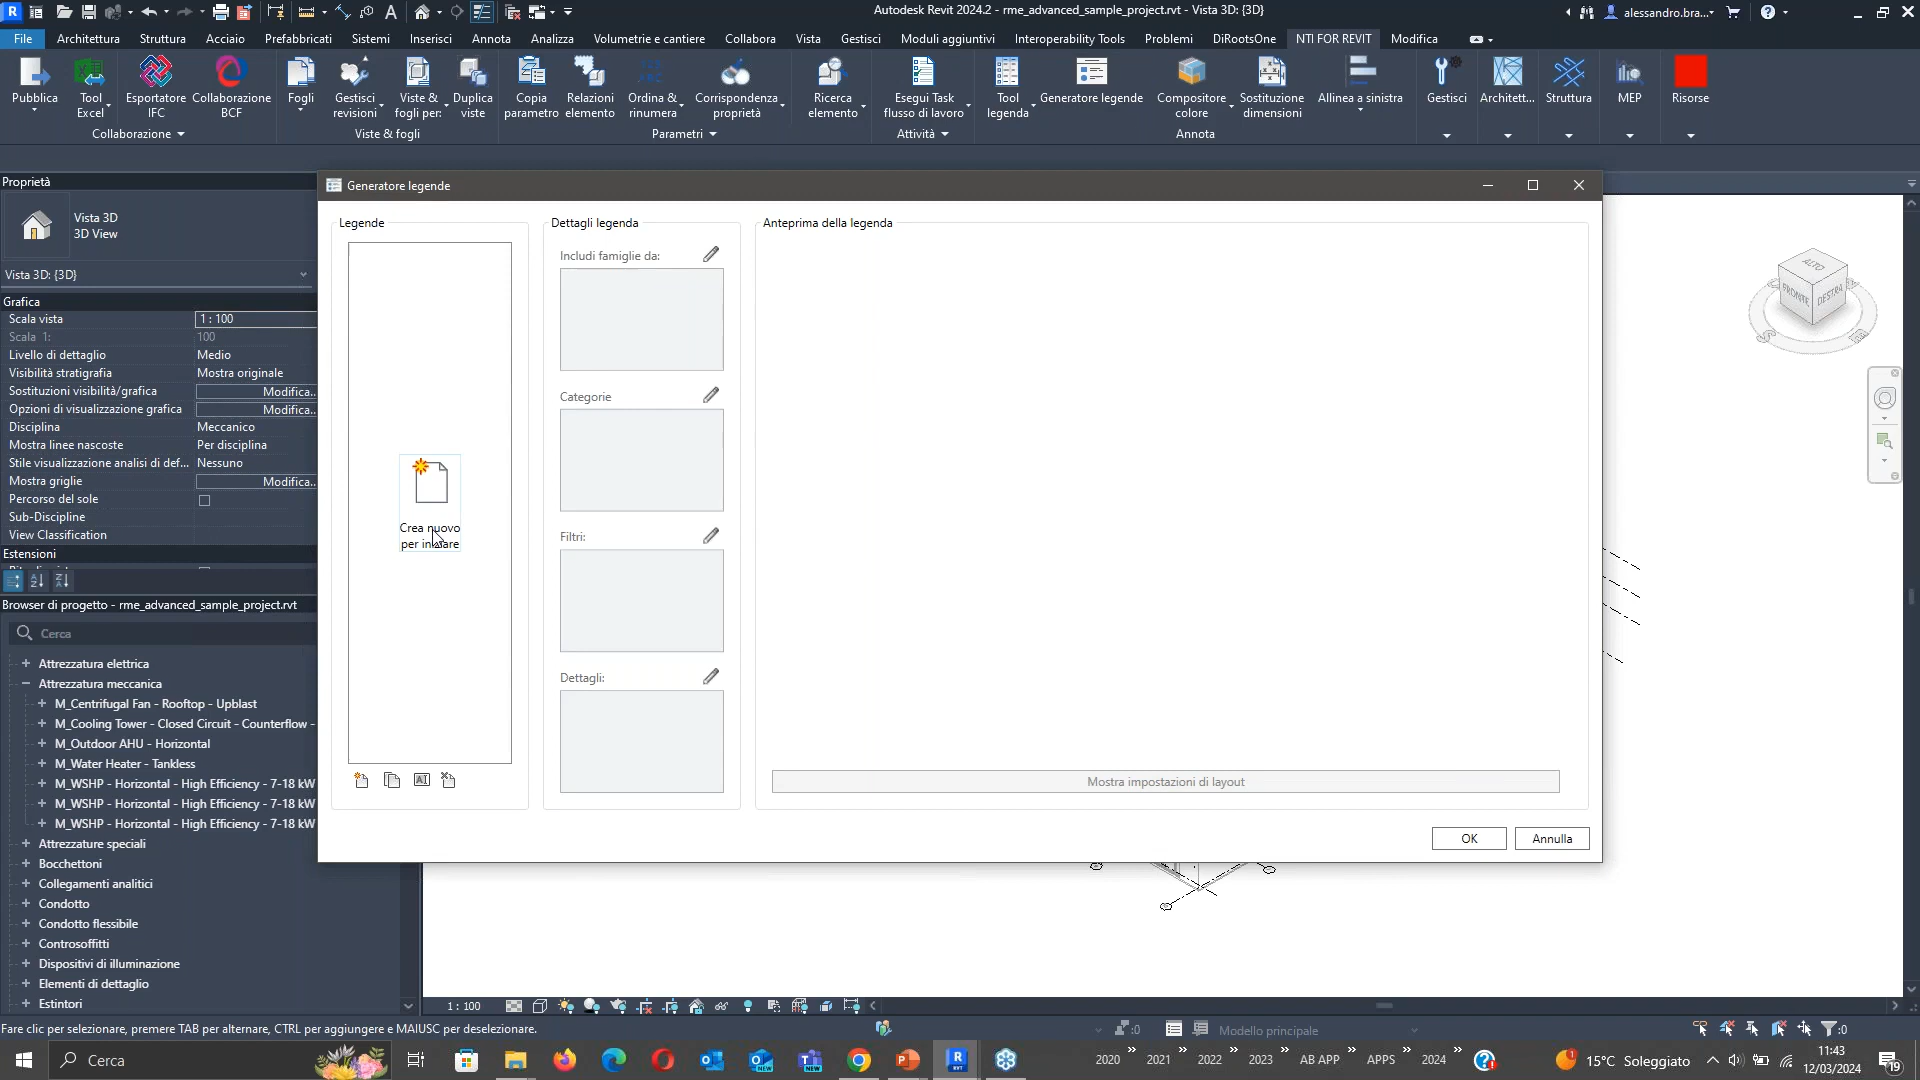 Autodesk Revit 2024.2 - rme_advanced_sample_project.rvt - Vista 3D: {3D}
alessandro.bra...
File Architettura Struttura Acciaio Prefabbricati Sistemi Inserisci Annota Analizza Volumetrie e cantiere Collabora Vista Gestisci Moduli aggiuntivi Interoperability Tools Problemi DiRootsOne NTI FOR REVIT Modifica
Pubblica
Tool Excel
Esportatore IFC
Collaborazione BCF
Fogli
Gestisci revisioni
Viste & fogli per:
Duplica viste
Copia parametro
Relazioni elemento
Ordina & rinumera
Corrispondenza proprietà
Ricerca elemento
Esegui Task flusso di lavoro
Tool legenda
Generatore legende
Compositore colore
Sostituzione dimensioni
Allinea a sinistra
Gestisci
Architett...
Struttura
MEP
Risorse
Collaborazione
Viste & fogli
Parametri
Attività
Annota
Proprietà
Vista 3D
3D View
Vista 3D: {3D}
Grafica
Scala vista 1 : 100
Scala 1: 100
Livello di dettaglio Medio
Visibilità stratigrafia Mostra originale
Sostituzioni visibilità/grafica Modifica..
Opzioni di visualizzazione grafica Modifica..
Disciplina Meccanico
Mostra linee nascoste Per disciplina
Stile visualizzazione analisi di def... Nessuno
Mostra griglie Modifica..
Percorso del sole
Sub-Discipline
View Classification
Estensioni
Browser di progetto - rme_advanced_sample_project.rvt
Cerca
Attrezzatura elettrica
Attrezzatura meccanica
M_Centrifugal Fan - Rooftop - Upblast
M_Cooling Tower - Closed Circuit - Counterflow -
M_Outdoor AHU - Horizontal
M_Water Heater - Tankless
M_WSHP - Horizontal - High Efficiency - 7-18 kW
M_WSHP - Horizontal - High Efficiency - 7-18 kW
M_WSHP - Horizontal - High Efficiency - 7-18 kW
Attrezzature speciali
Bocchettoni
Collegamenti analitici
Condotto
Condotto flessibile
Controsoffitti
Dispositivi di illuminazione
Elementi di dettaglio
Estintori
Generatore legende
Legende
Crea nuovo
per iniziare
Dettagli legenda
Includi famiglie da:
Categorie
Filtri:
Dettagli:
Anteprima della legenda
Mostra impostazioni di layout
OK
Annulla
ALTO
FRONTE
DESTRA
1 : 100
Fare clic per selezionare, premere TAB per alternare, CTRL per aggiungere e MAIUSC per deselezionare.
:0
Modello principale
:0
Cerca
2020 2021 2022 2023 AB APP APPS 2024
15°C Soleggiato
11:43
12/03/2024
19